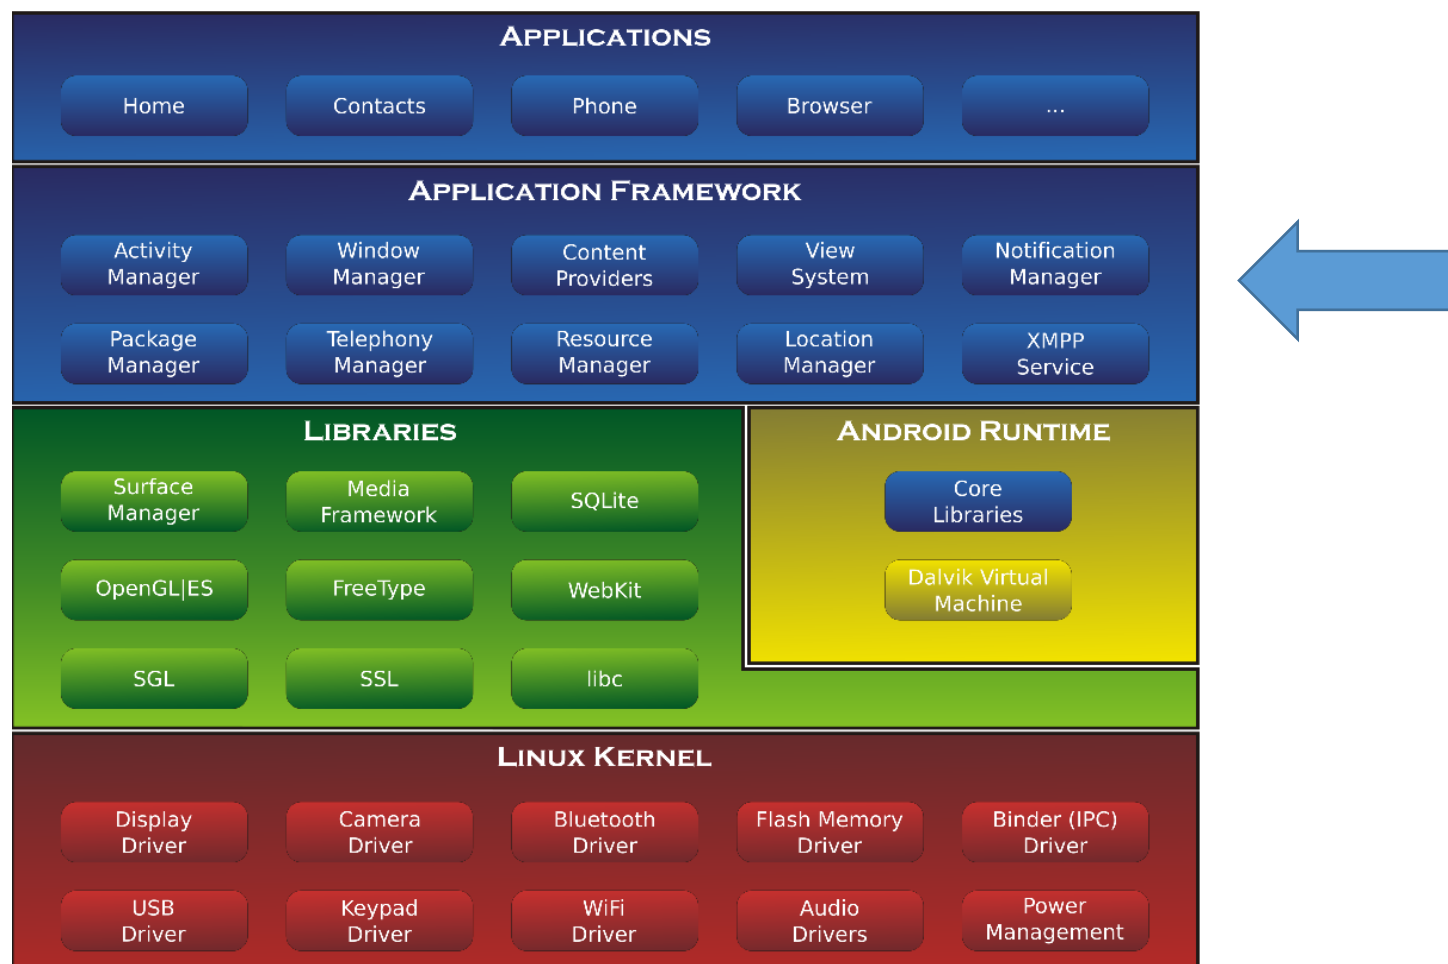 APPLICATIONS
Home
Contacts
Phone
Browser
...
APPLICATION FRAMEWORK
Activity
Manager
Window
Manager
Content
Providers
View
System
Notification
Manager
Package
Manager
Telephony
Manager
Resource
Manager
Location
Manager
XMPP
Service
LIBRARIES
Surface
Manager
Media
Framework
SQLite
OpenGL|ES
FreeType
WebKit
SGL
SSL
libc
ANDROID RUNTIME
Core
Libraries
Dalvik Virtual
Machine
LINUX KERNEL
Display
Driver
Camera
Driver
Bluetooth
Driver
Flash Memory
Driver
Binder (IPC)
Driver
USB
Driver
Keypad
Driver
WiFi
Driver
Audio
Drivers
Power
Management